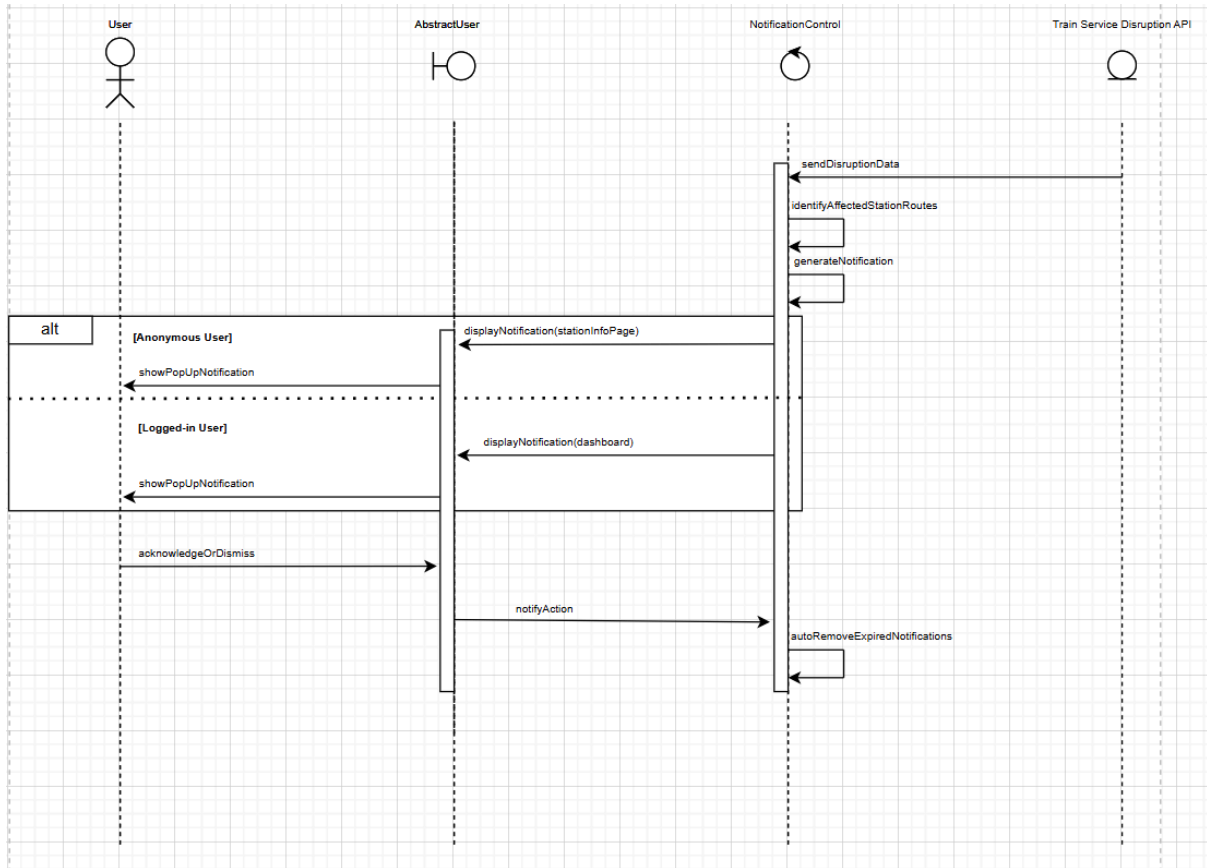 User
AbstractUser
NotificationControl
Train Service Disruption API
sendDisruptionData
identifyAffectedStationRoutes
generateNotification
alt
[Anonymous User]
displayNotification(stationInfoPage)
showPopUpNotification
[Logged-in User]
displayNotification(dashboard)
showPopUpNotification
acknowledgeOrDismiss
notifyAction
autoRemoveExpiredNotifications